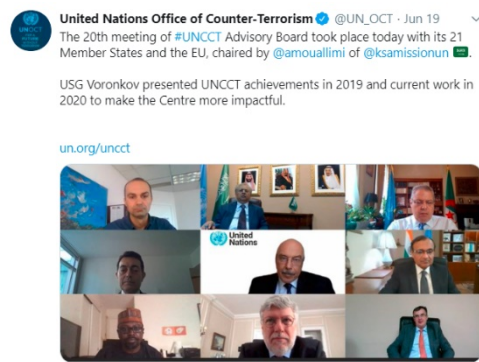 United Nations Office of Counter-Terrorism @UN_OCT · Jun 19
The 20th meeting of #UNCCT Advisory Board took place today with its 21
Member States and the EU, chaired by @amouallimi of @ksamissionun.
USG Voronkov presented UNCCT achievements in 2019 and current work in
2020 to make the Centre more impactful.
un.org/uncct
United
Nations